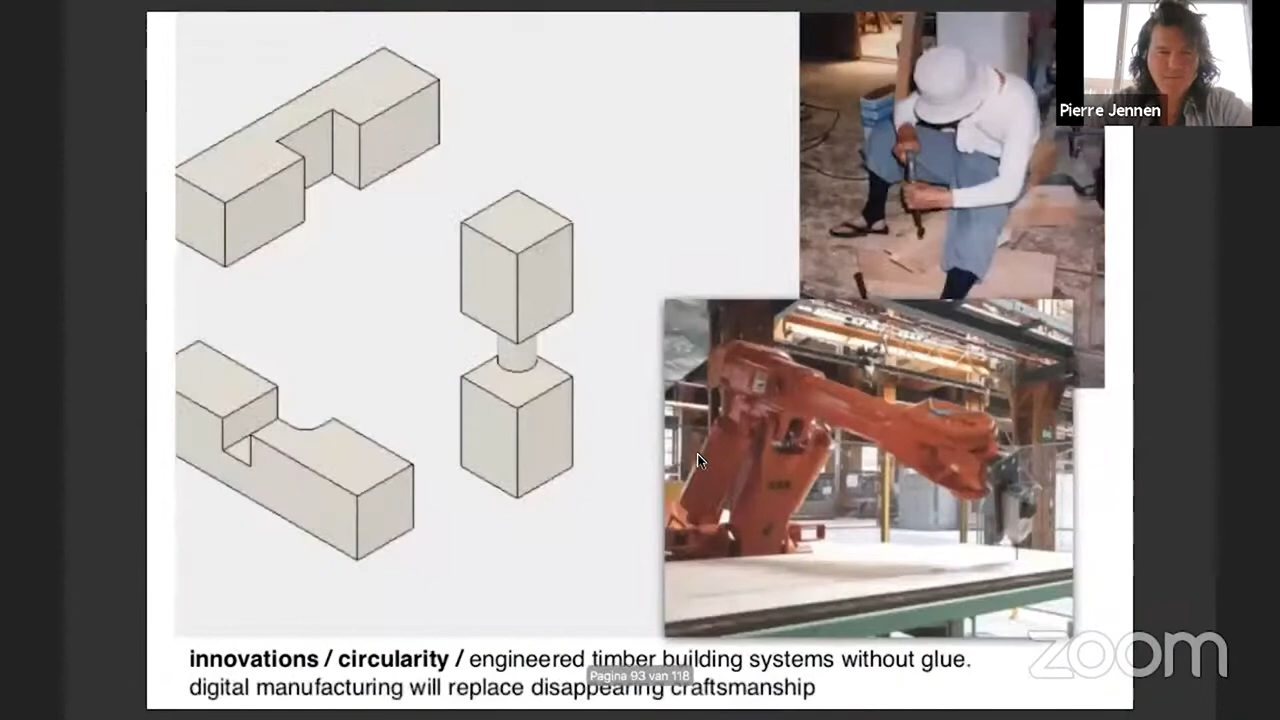 Pierre Jennen
innovations / circularity / engineered timber building systems without glue.
Pagina 93 van 118
digital manufacturing will replace disappearing craftsmanship
zoom